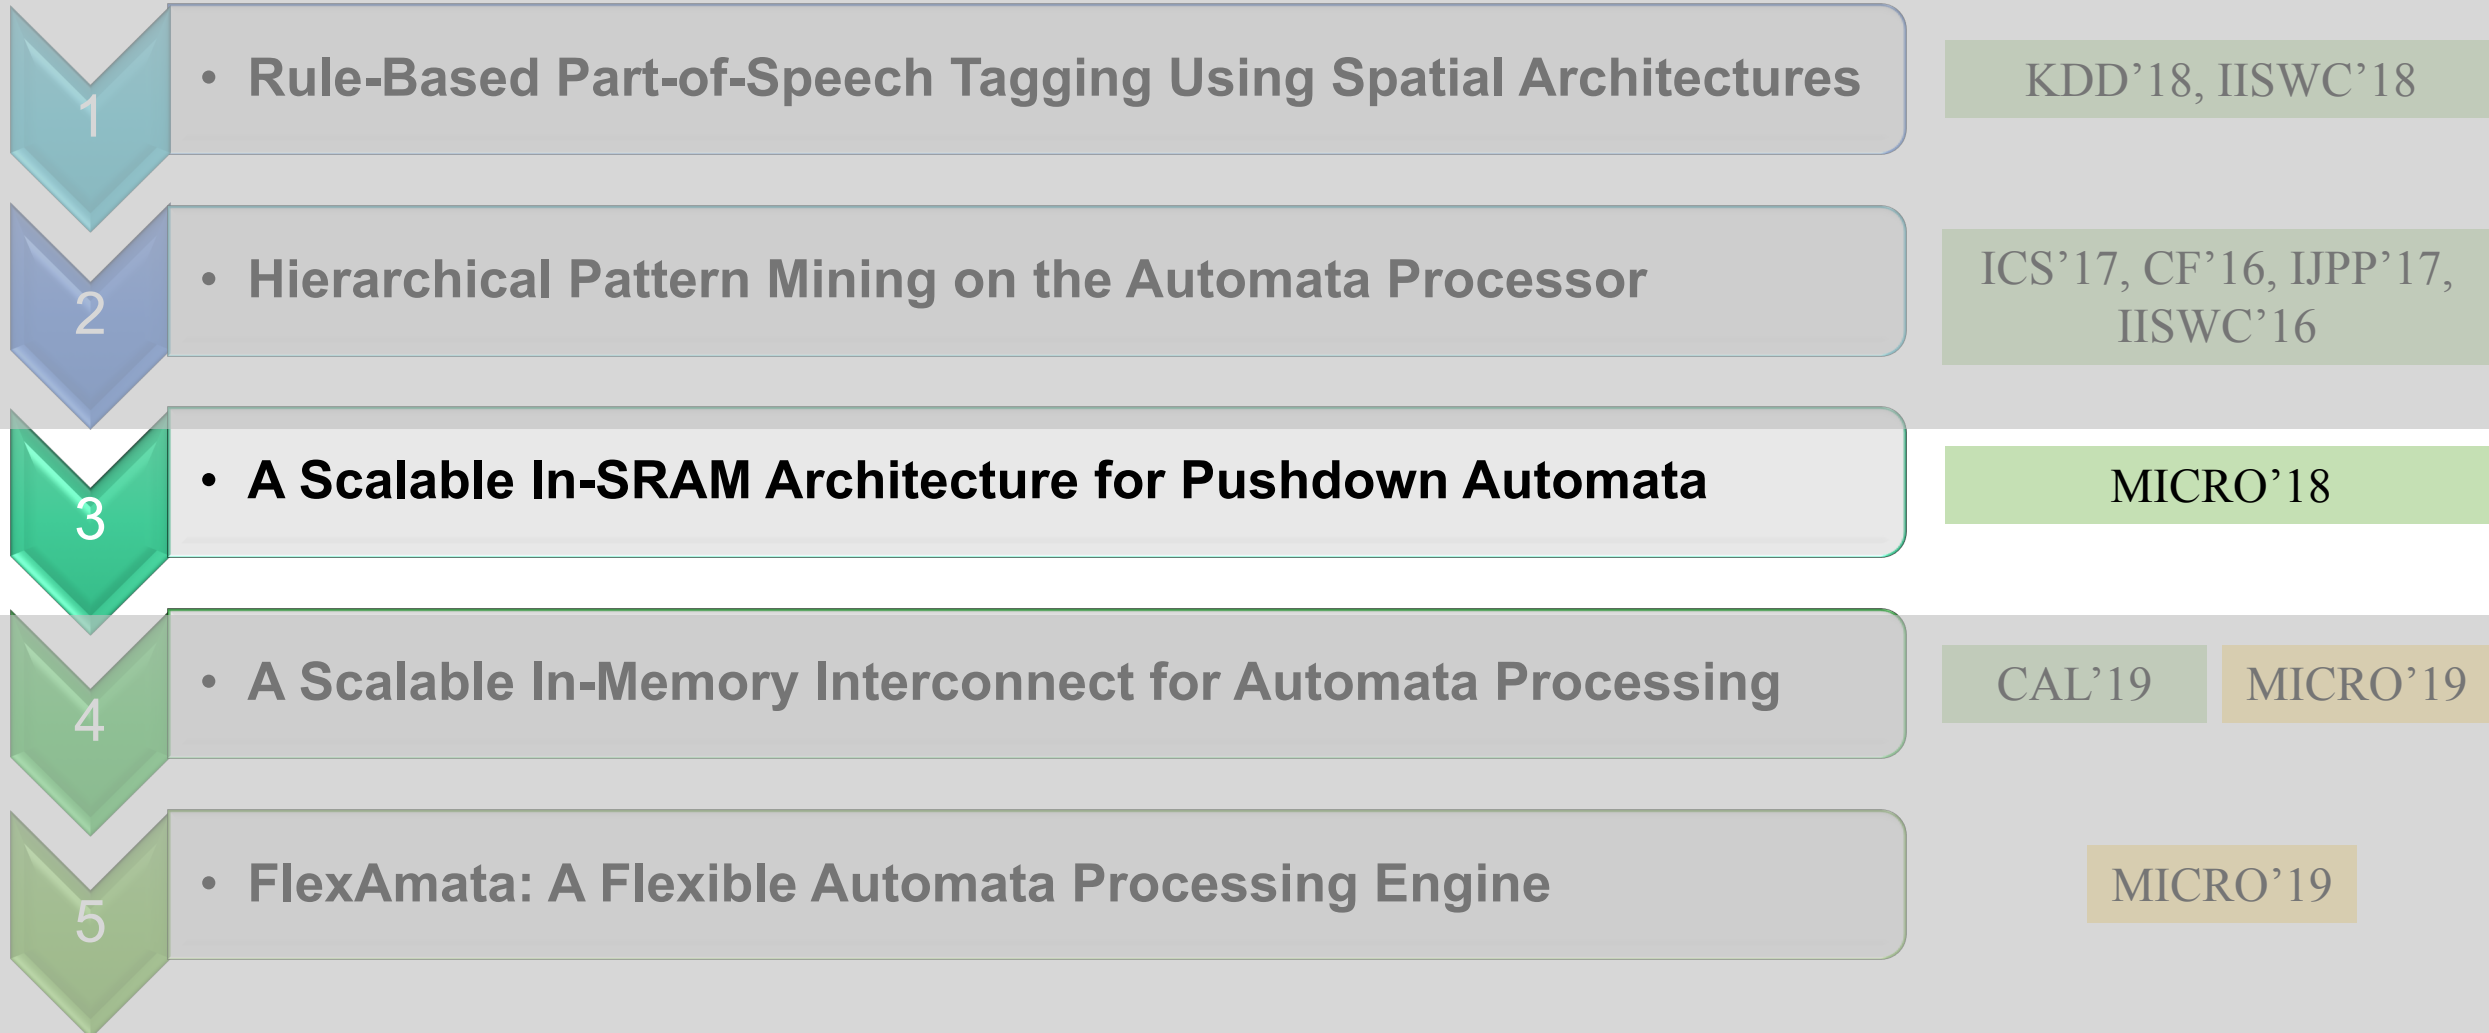 1
• Rule-Based Part-of-Speech Tagging Using Spatial Architectures
KDD’18, IISWC’18
2
• Hierarchical Pattern Mining on the Automata Processor
ICS’17, CF’16, IJPP’17,
IISWC’16
3
• A Scalable In-SRAM Architecture for Pushdown Automata
MICRO’18
4
• A Scalable In-Memory Interconnect for Automata Processing
CAL’19
MICRO’19
5
• FlexAmata: A Flexible Automata Processing Engine
MICRO’19